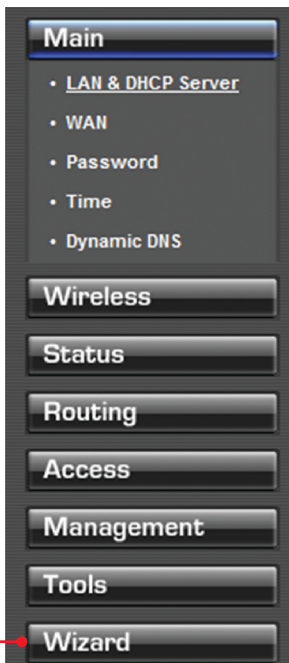 Main
• LAN & DHCP Server
• WAN
• Password
• Time
• Dynamic DNS
Wireless
Status
Routing
Access
Management
Tools
Wizard